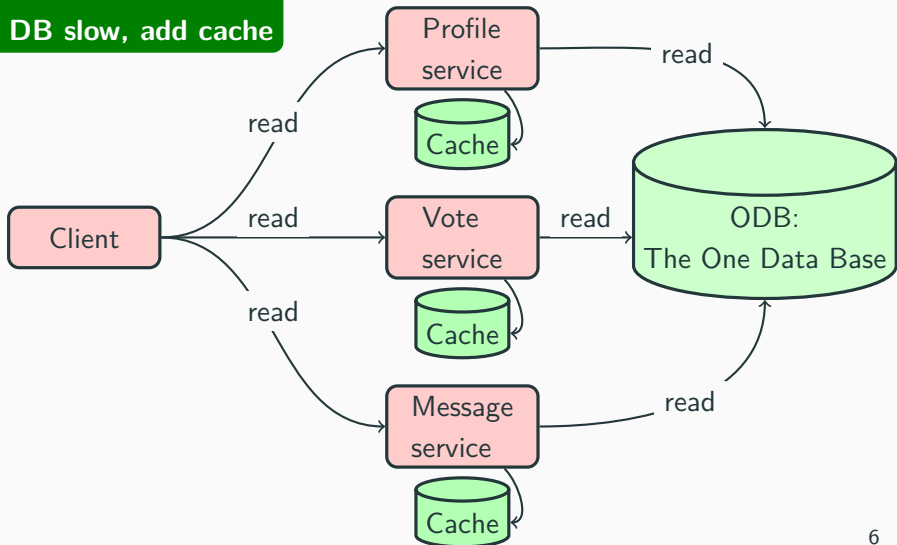 DB slow, add cache
Profile
service
read
read
Cache
Client
read
Vote
service
read
ODB:
The One Data Base
Cache
read
Message
service
read
Cache
6